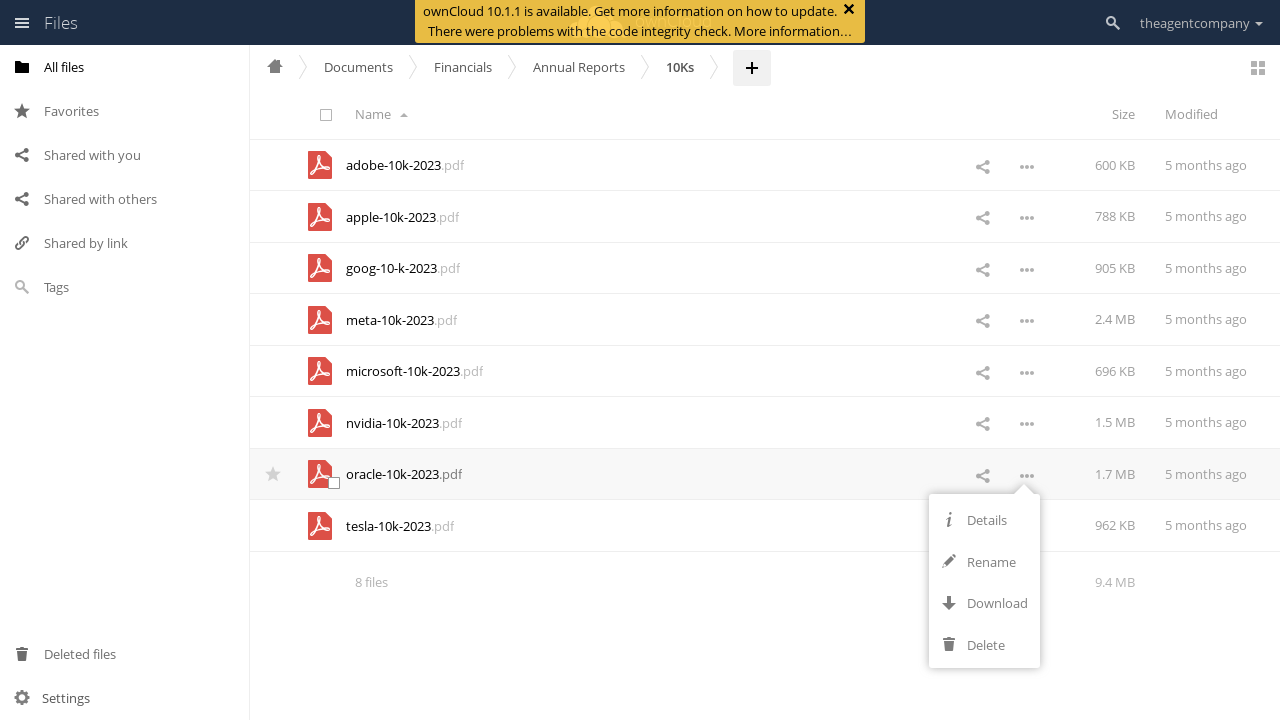 Files
ownCloud 10.1.1 is available. Get more information on how to update.
There were problems with the code integrity check. More information…
theagentcompany
All files
Favorites
Shared with you
Shared with others
Shared by link
Tags
Deleted files
Settings
Documents
Financials
Annual Reports
10Ks
Name
Size
Modified
adobe-10k-2023.pdf
600 KB
5 months ago
apple-10k-2023.pdf
788 KB
5 months ago
goog-10-k-2023.pdf
905 KB
5 months ago
meta-10k-2023.pdf
2.4 MB
5 months ago
microsoft-10k-2023.pdf
696 KB
5 months ago
nvidia-10k-2023.pdf
1.5 MB
5 months ago
oracle-10k-2023.pdf
1.7 MB
5 months ago
tesla-10k-2023.pdf
962 KB
5 months ago
8 files
9.4 MB
Details
Rename
Download
Delete